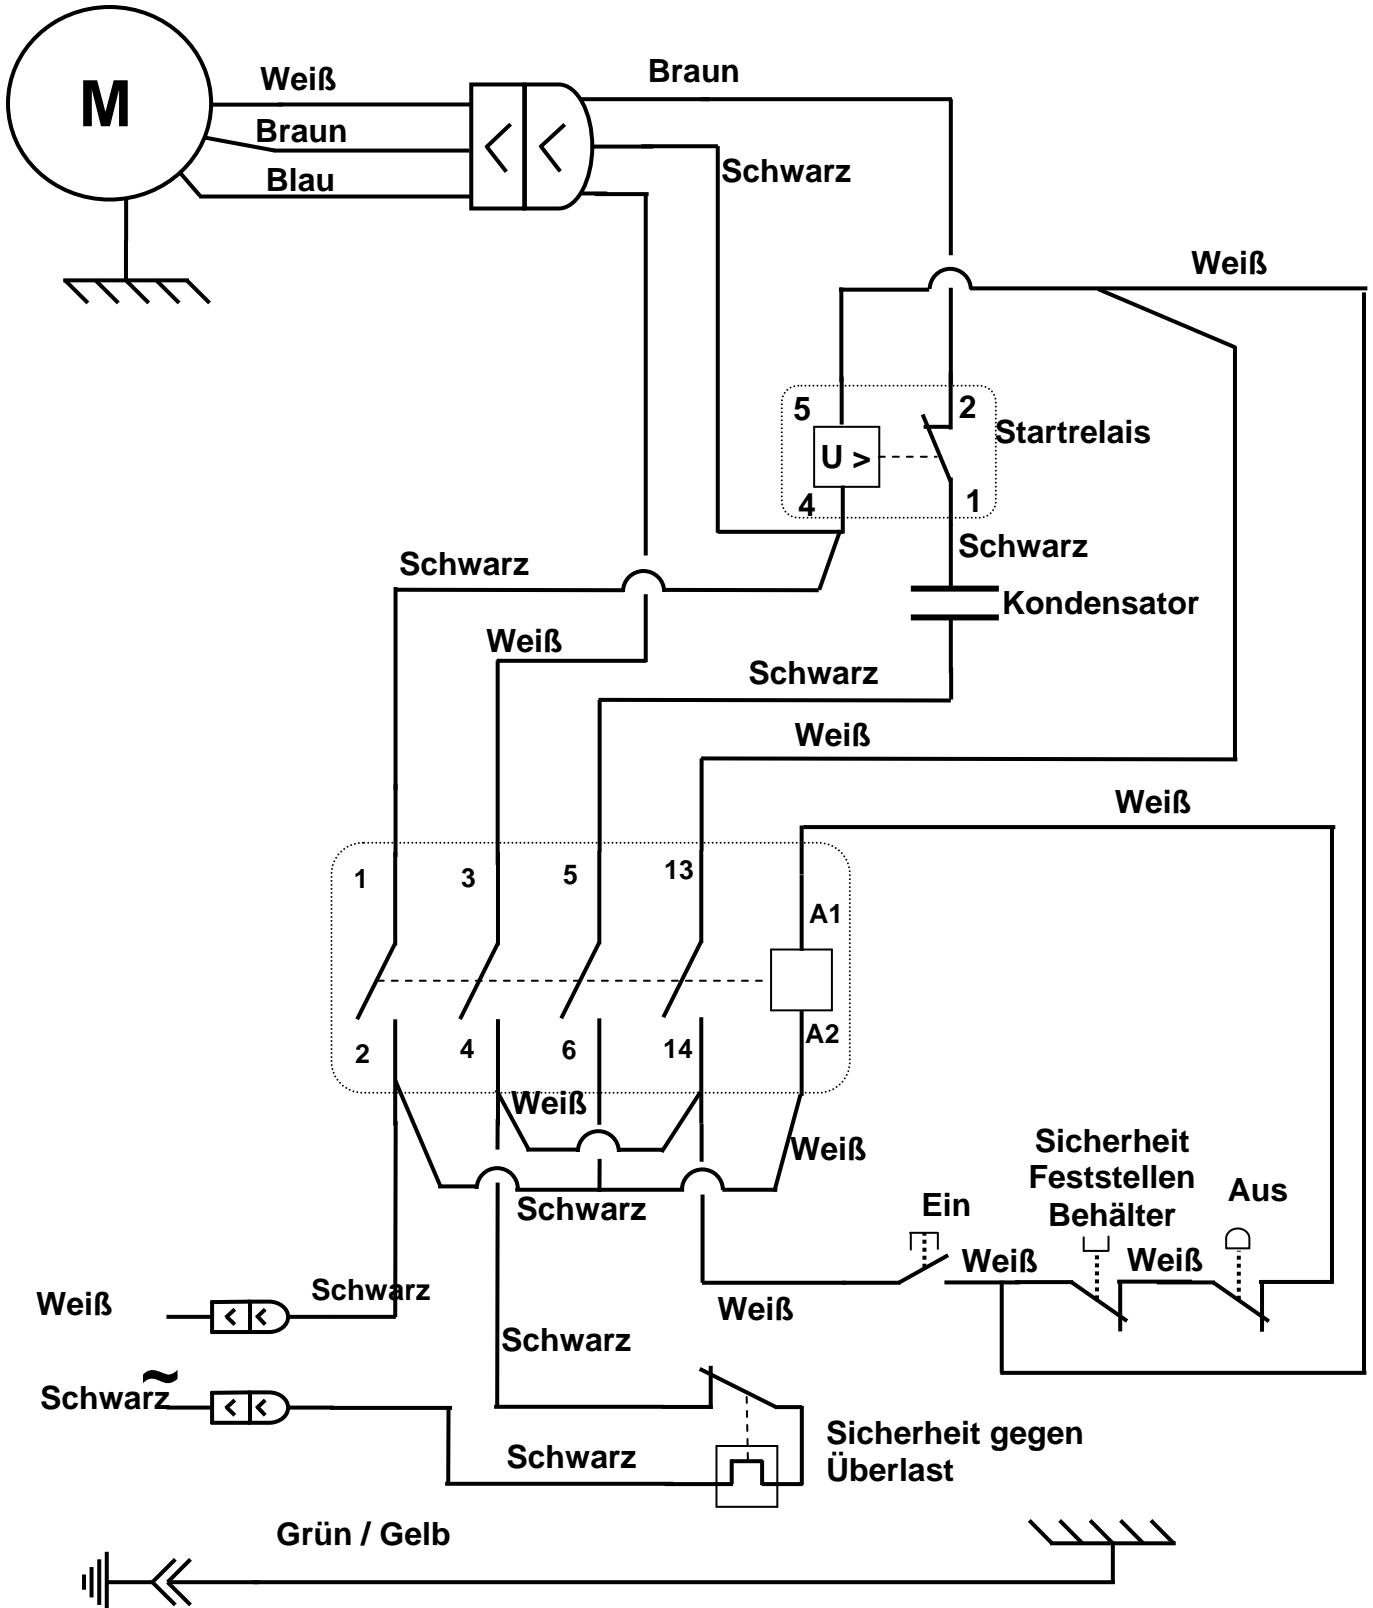 M
Weiß
Braun
Blau
Braun
Schwarz
Weiß
5
2
Startrelais
U >
4
1
Schwarz
Schwarz
Kondensator
Weiß
Schwarz
Weiß
Weiß
1
3
5
13
A1
2
4
6
14
A2
Weiß
Weiß
Schwarz
Sicherheit
Feststellen
Behälter
Ein
Aus
Weiß
Weiß
Weiß
Schwarz
Weiß
Schwarz
~
Schwarz
Schwarz
Sicherheit gegen
Überlast
Grün / Gelb